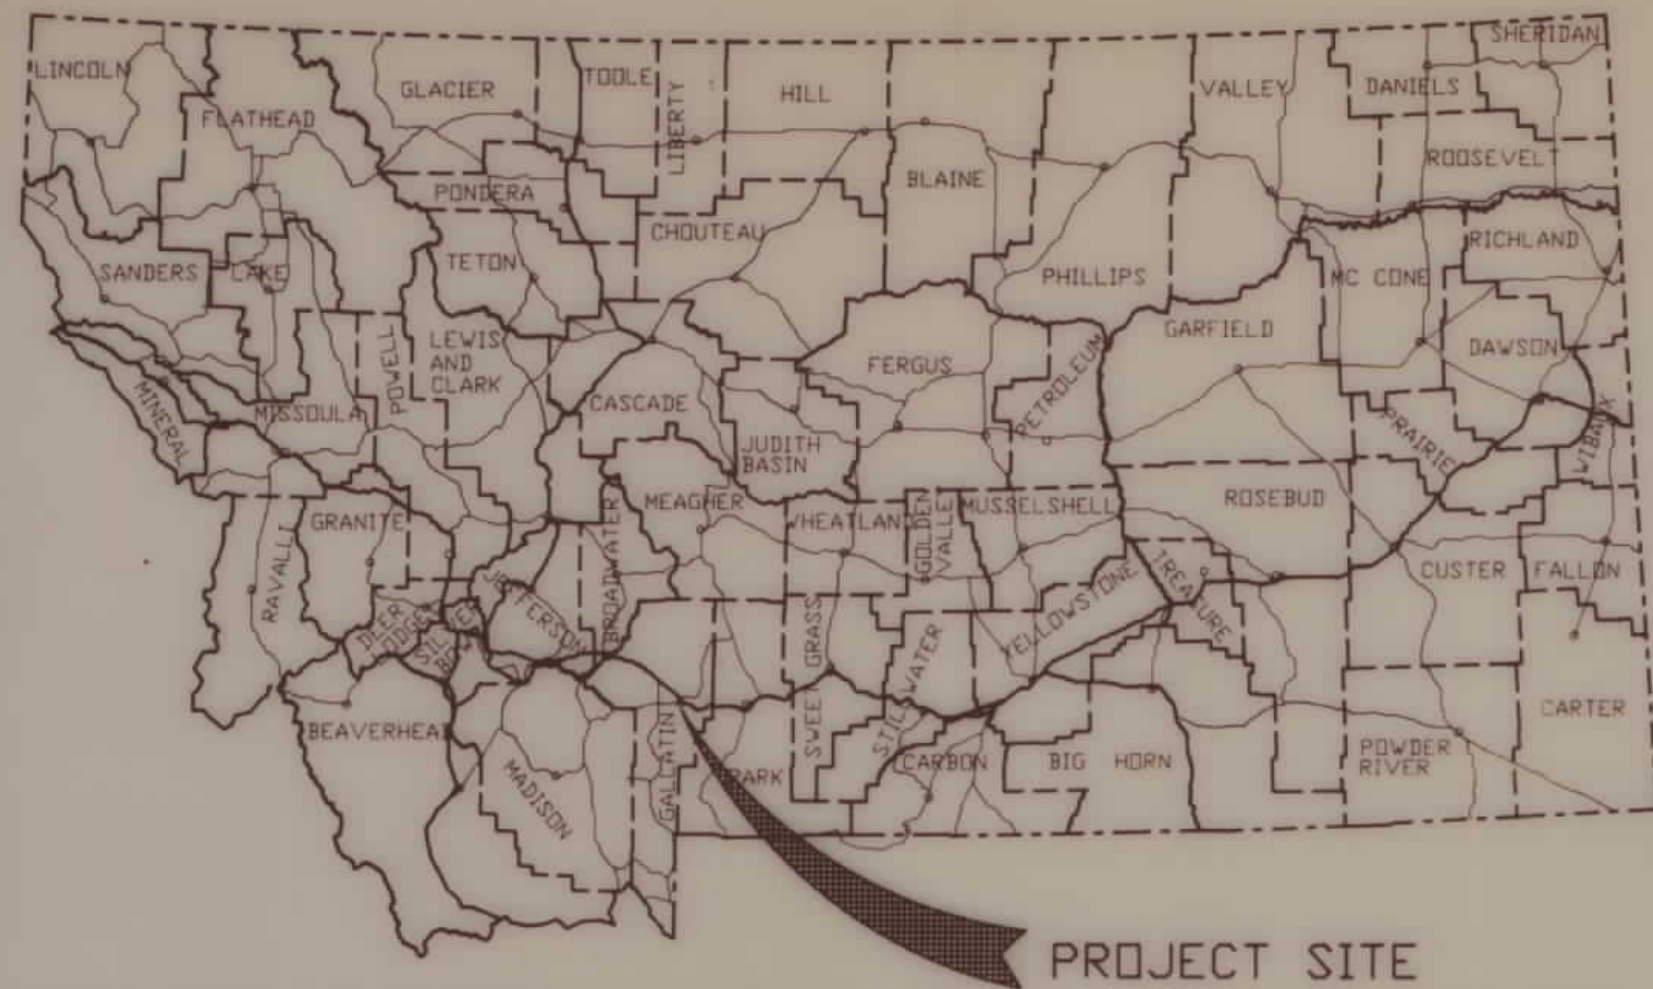 SHERIDAN
LINCOLN
GLACIER
TOOLE
LIBERTY
HILL
VALLEY
DANIELS
FLATHEAD
ROOSEVELT
PONDERA
BLAINE
CHOUTEAU
RICHLAND
SANDERS
LAKE
TETON
PHILLIPS
MC CONE
POWELL
LEWIS
AND
CLARK
GARFIELD
DAWSON
FERGUS
PETROLEUM
MINERAL
MISSOULA
CASCADE
JUDITH
BASIN
PRAIRIE
WIBAUX
MEAGHER
WHEATLAND
GOLDEN
VALLEY
MUSSELSHELL
ROSEBUD
GRANITE
RAVALLI
BROADWATER
JEFFERSON
DEER
LODGE
SILVER
BOW
YELLOWSTONE
TREEATURE
CUSTER
FALLON
SWEET GRASS
STILLWATER
BEAVERHEAD
MADISON
GALLATIN
PARK
CARBON
BIG HORN
POWDER
RIVER
CARTER
PROJECT SITE